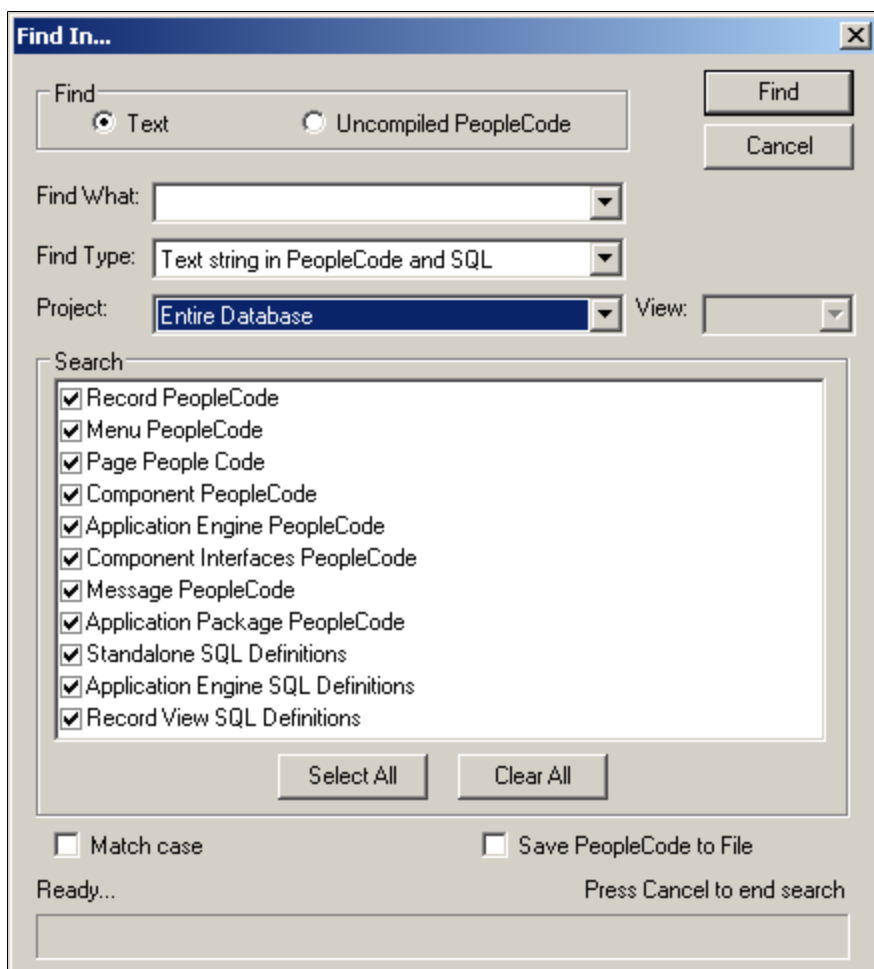 Find In...
Find
Find
Text
Uncompiled PeopleCode
Cancel
Find What:
Find Type:
Text string in PeopleCode and SQL
Project:
Entire Database
View:
Search
Record PeopleCode
Menu PeopleCode
Page People Code
Component PeopleCode
Application Engine PeopleCode
Component Interfaces PeopleCode
Message PeopleCode
Application Package PeopleCode
Standalone SQL Definitions
Application Engine SQL Definitions
Record View SQL Definitions
Select All
Clear All
Match case
Save PeopleCode to File
Ready...
Press Cancel to end search